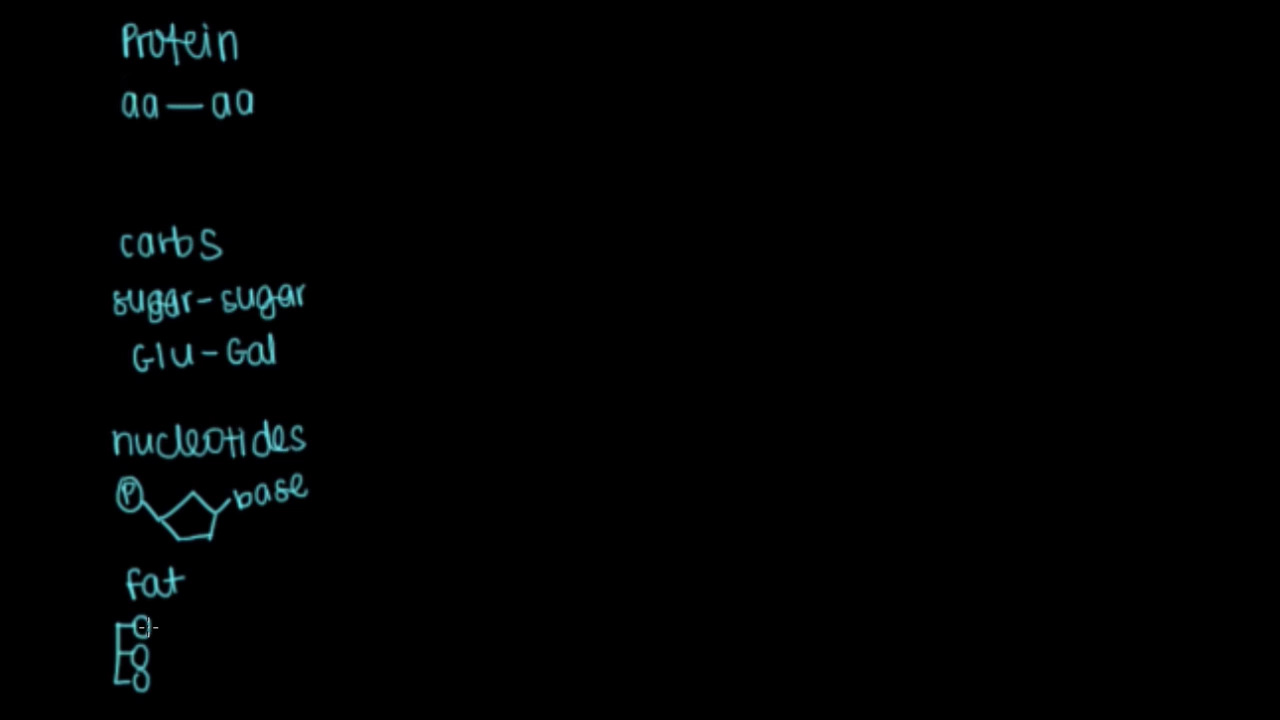 Protein
aa — aa
carbs
sugar - sugar
Glu - Gal
nucleotides
P base
fat
O
O
O